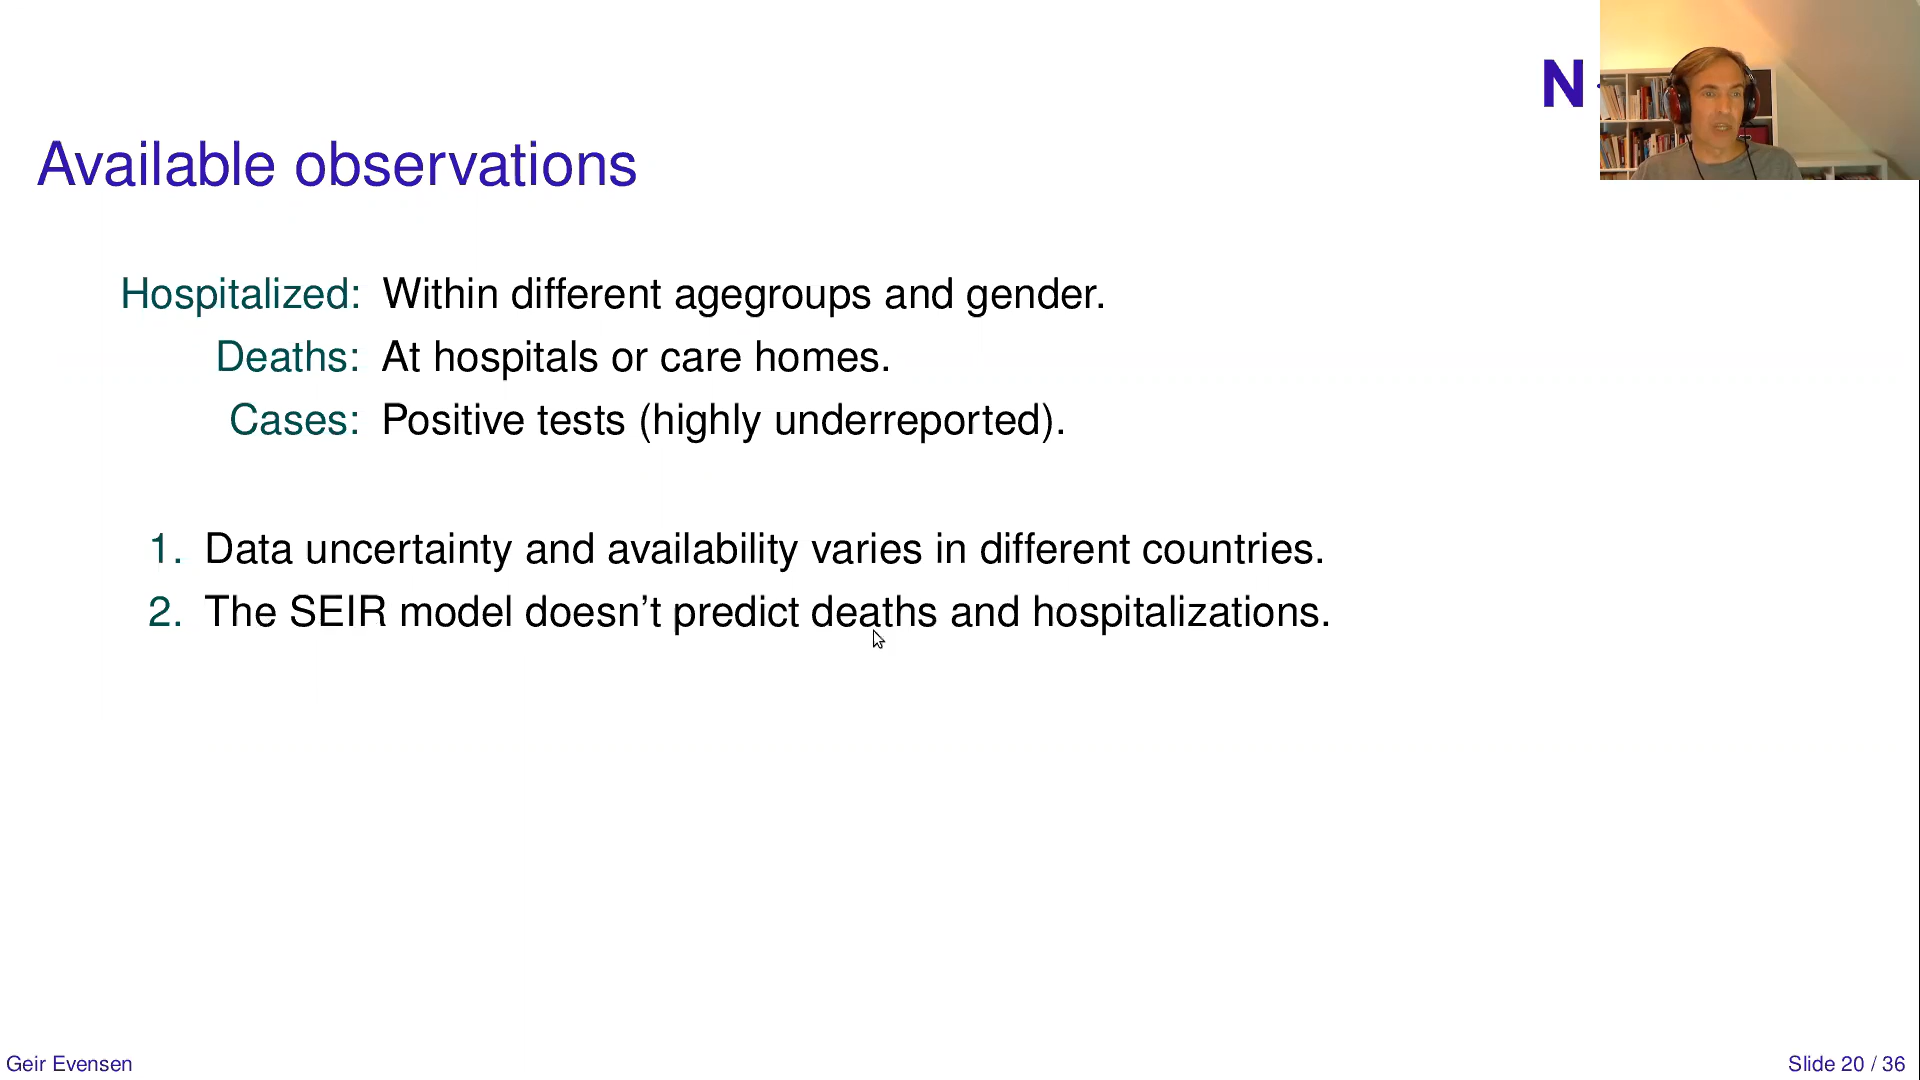 N
Available observations
Hospitalized: Within different agegroups and gender.
Deaths: At hospitals or care homes.
Cases: Positive tests (highly underreported).
1. Data uncertainty and availability varies in different countries.
2. The SEIR model doesn't predict deaths and hospitalizations.
Geir Evensen
Slide 20 / 36